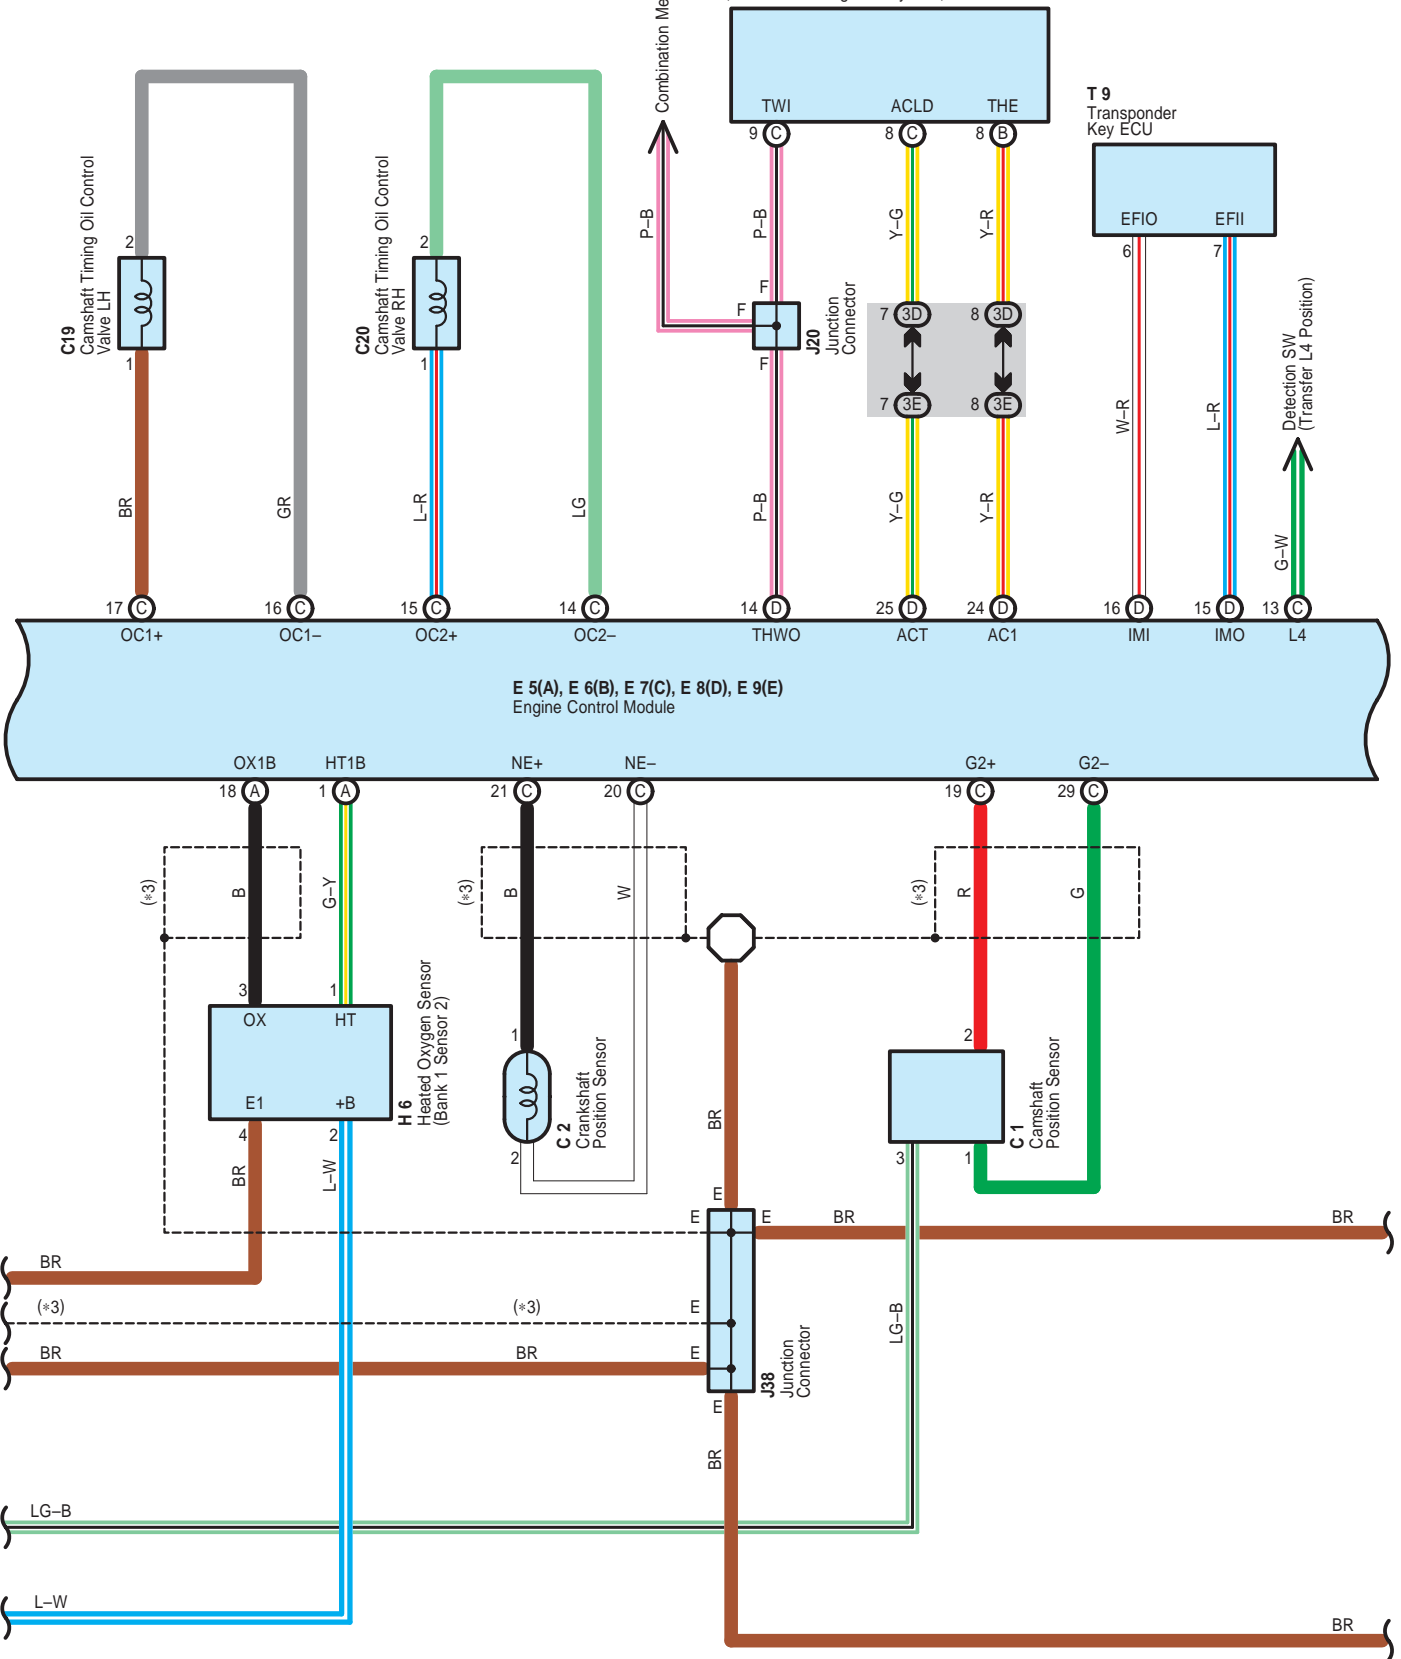 Combination Me
TWI
ACLD
THE
9 C
8 C
8 B
T 9
Transponder
Key ECU
EFIO
EFII
6
7
C19
Camshaft Timing Oil Control
Valve LH
2
1
C20
Camshaft Timing Oil Control
Valve RH
2
1
P–B
P–B
Y–G
Y–R
F
F
F
J20
Junction
Connector
7 3D
8 3D
7 3E
8 3E
W–R
L–R
Detection SW
(Transfer L4 Position)
BR
GR
L–R
LG
P–B
Y–G
Y–R
G–W
17 C
16 C
15 C
14 C
14 D
25 D
24 D
16 D
15 D
13 C
OC1+
OC1–
OC2+
OC2–
THWO
ACT
AC1
IMI
IMO
L4
E 5(A), E 6(B), E 7(C), E 8(D), E 9(E)
Engine Control Module
OX1B
HT1B
NE+
NE–
G2+
G2–
18 A
1 A
21 C
20 C
19 C
29 C
(∗3)
B
G–Y
(∗3)
B
W
(∗3)
R
G
3
1
OX
HT
E1
+B
4
2
H 6
Heated Oxygen Sensor
(Bank 1 Sensor 2)
1
2
C 2
Crankshaft
Position Sensor
2
3
1
C 1
Camshaft
Position Sensor
BR
L–W
BR
E
E
E
BR
BR
BR
(∗3)
(∗3)
E
BR
BR
E
LG–B
J38
Junction
Connector
E
BR
LG–B
L–W
BR